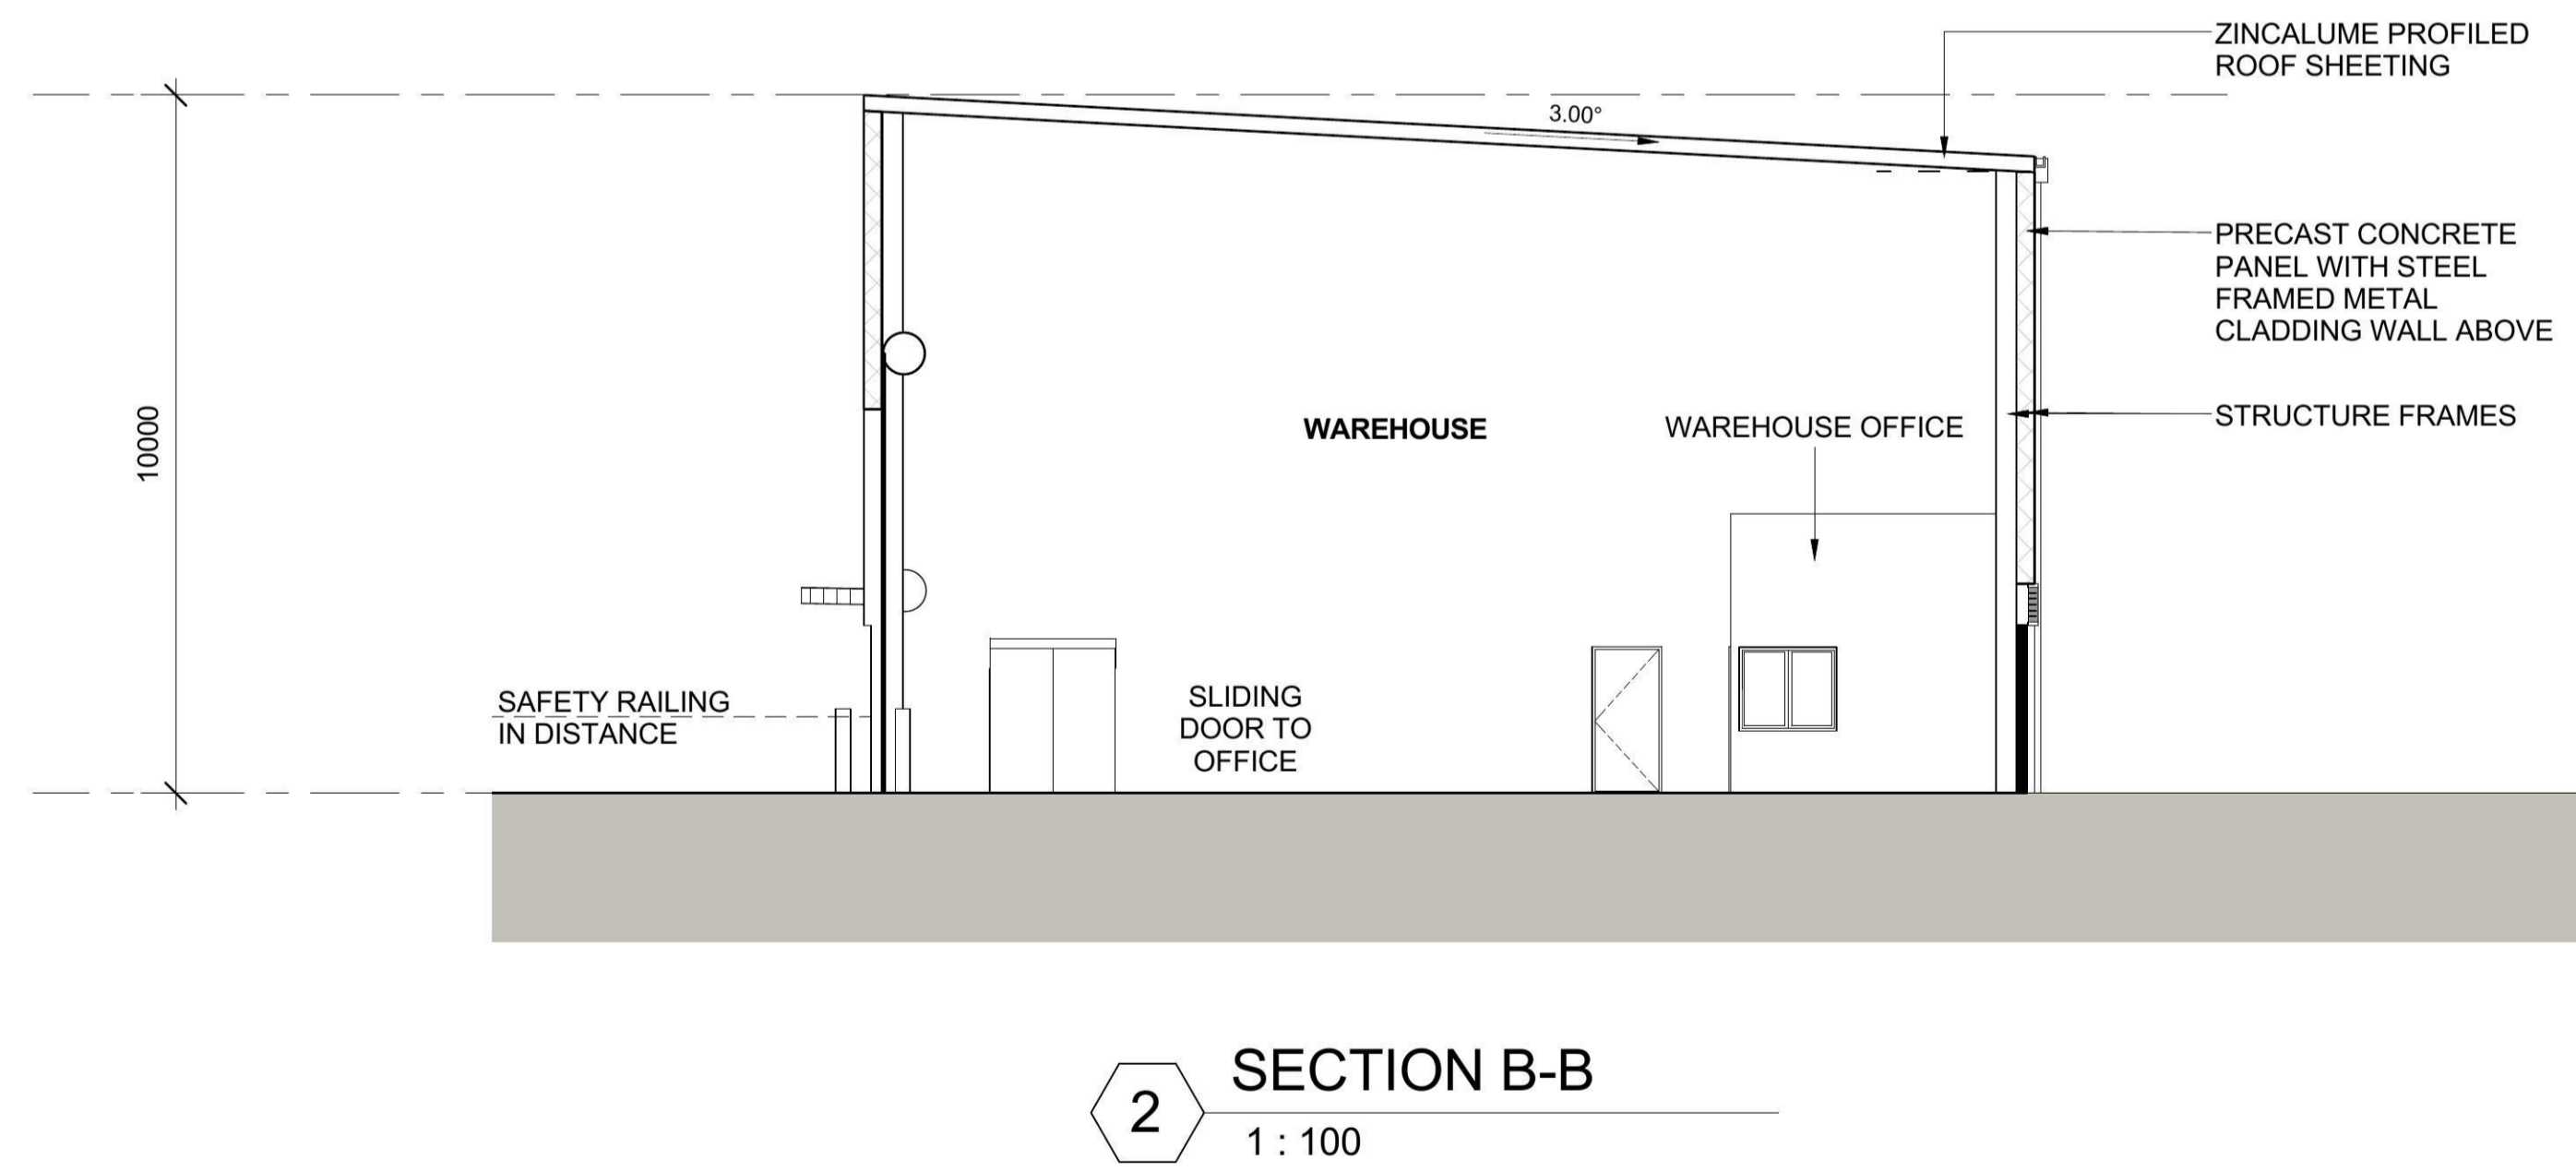 ZINCALUME PROFILED
ROOF SHEETING
3.00°
PRECAST CONCRETE
PANEL WITH STEEL
FRAMED METAL
CLADDING WALL ABOVE
10000
WAREHOUSE
WAREHOUSE OFFICE
STRUCTURE FRAMES
SAFETY RAILING
IN DISTANCE
SLIDING
DOOR TO
OFFICE
2
SECTION B-B
1 : 100